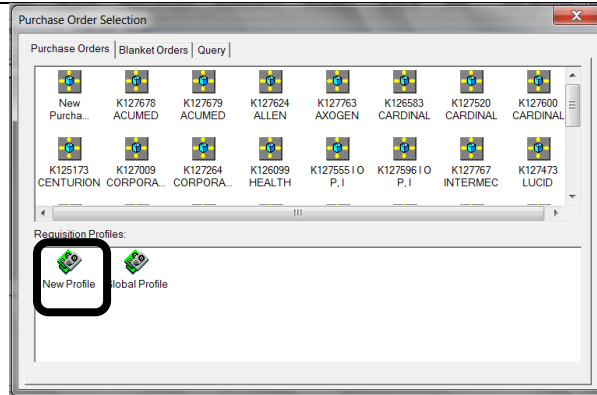 Purchase Order Selection
Purchase Orders Blanket Orders Query
New K127678 K127679 K127624 K127763 K126583 K127520 K127600
Purcha... ACUMED ACUMED ALLEN AXOGEN CARDINAL CARDINAL CARDINAL
K125173 K127009 K127264 K126099 K127555 I O K127596 I O K127767 K127473
CENTURION CORPORA... CORPORA... HEALTH P, I P, I INTERMEC LUCID
Requisition Profiles:
New Profile Global Profile